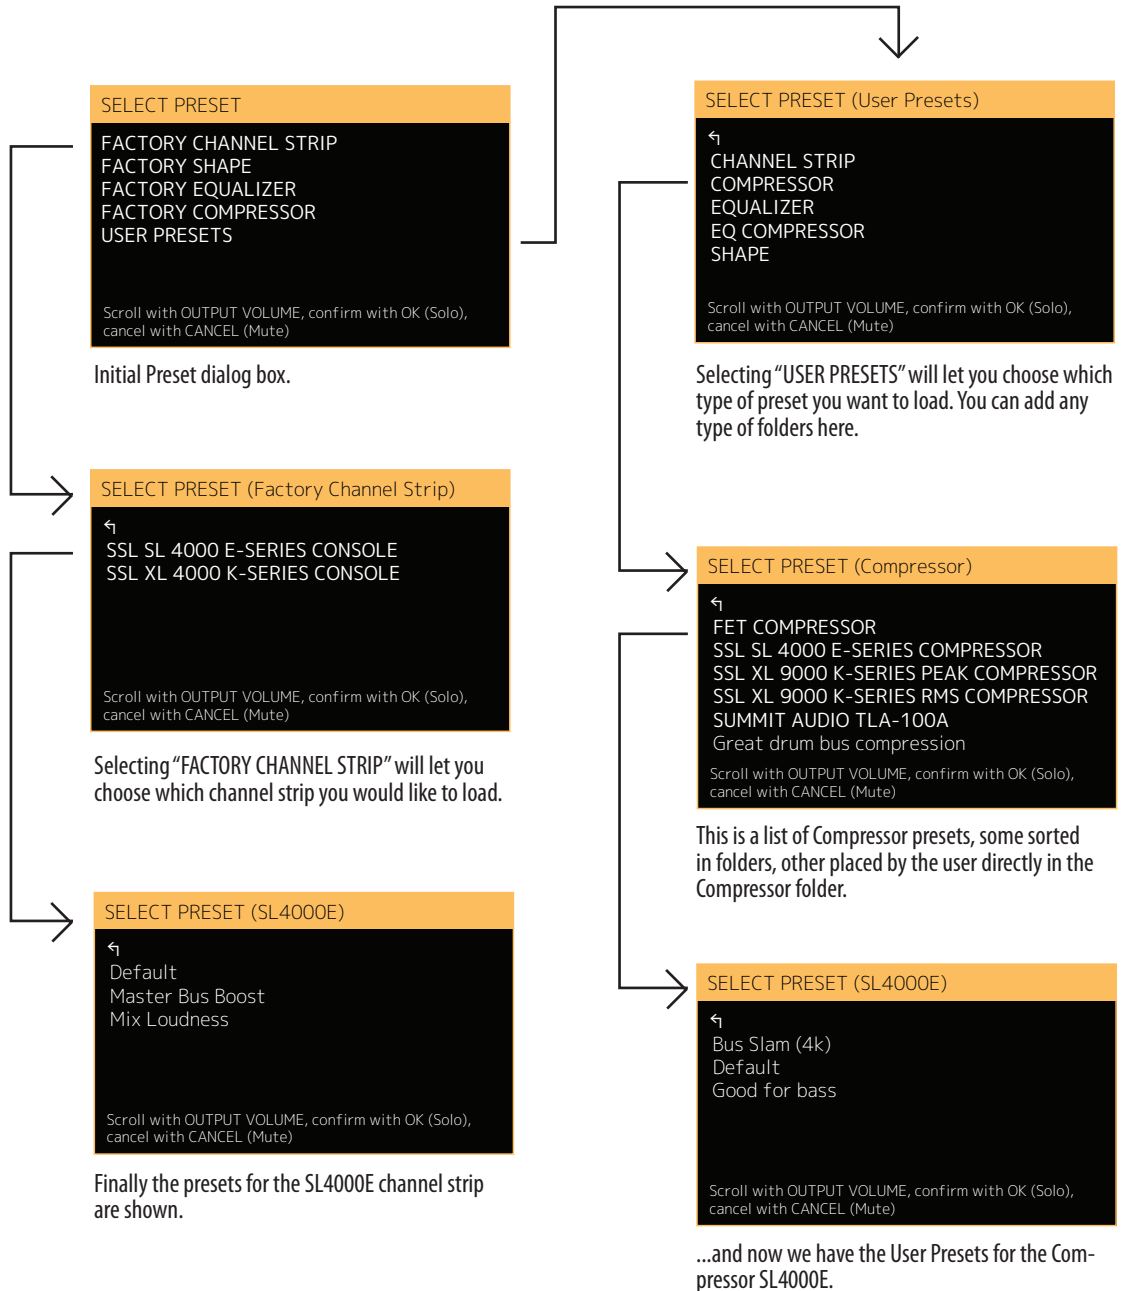 SELECT PRESET
FACTORY CHANNEL STRIP
FACTORY SHAPE
FACTORY EQUALIZER
FACTORY COMPRESSOR
USER PRESETS
Scroll with OUTPUT VOLUME, confirm with OK (Solo),
cancel with CANCEL (Mute)
Initial Preset dialog box.
SELECT PRESET (Factory Channel Strip)
SSL SL 4000 E-SERIES CONSOLE
SSL XL 4000 K-SERIES CONSOLE
Scroll with OUTPUT VOLUME, confirm with OK (Solo),
cancel with CANCEL (Mute)
Selecting “FACTORY CHANNEL STRIP” will let you
choose which channel strip you would like to load.
SELECT PRESET (SL4000E)
Default
Master Bus Boost
Mix Loudness
Scroll with OUTPUT VOLUME, confirm with OK (Solo),
cancel with CANCEL (Mute)
Finally the presets for the SL4000E channel strip
are shown.
SELECT PRESET (User Presets)
CHANNEL STRIP
COMPRESSOR
EQUALIZER
EQ COMPRESSOR
SHAPE
Scroll with OUTPUT VOLUME, confirm with OK (Solo),
cancel with CANCEL (Mute)
Selecting “USER PRESETS” will let you choose which
type of preset you want to load. You can add any
type of folders here.
SELECT PRESET (Compressor)
FET COMPRESSOR
SSL SL 4000 E-SERIES COMPRESSOR
SSL XL 9000 K-SERIES PEAK COMPRESSOR
SSL XL 9000 K-SERIES RMS COMPRESSOR
SUMMIT AUDIO TLA-100A
Great drum bus compression
Scroll with OUTPUT VOLUME, confirm with OK (Solo),
cancel with CANCEL (Mute)
This is a list of Compressor presets, some sorted
in folders, other placed by the user directly in the
Compressor folder.
SELECT PRESET (SL4000E)
Bus Slam (4k)
Default
Good for bass
Scroll with OUTPUT VOLUME, confirm with OK (Solo),
cancel with CANCEL (Mute)
...and now we have the User Presets for the Com-
pressor SL4000E.